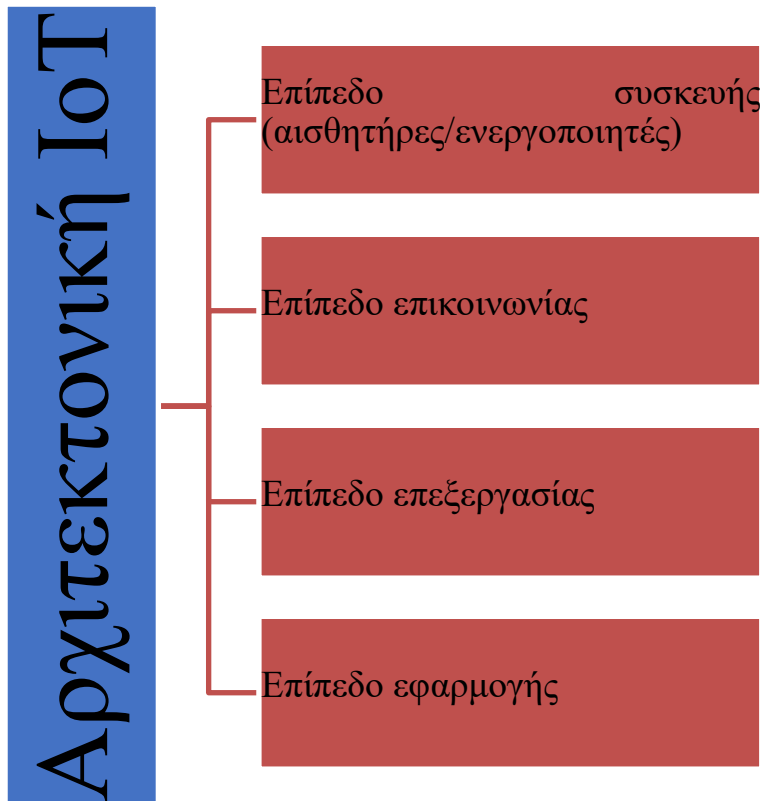 Αρχιτεκτονική IoT
Επίπεδο συσκευής
(αισθητήρες/ενεργοποιητές)
Επίπεδο επικοινωνίας
Επίπεδο επεξεργασίας
Επίπεδο εφαρμογής